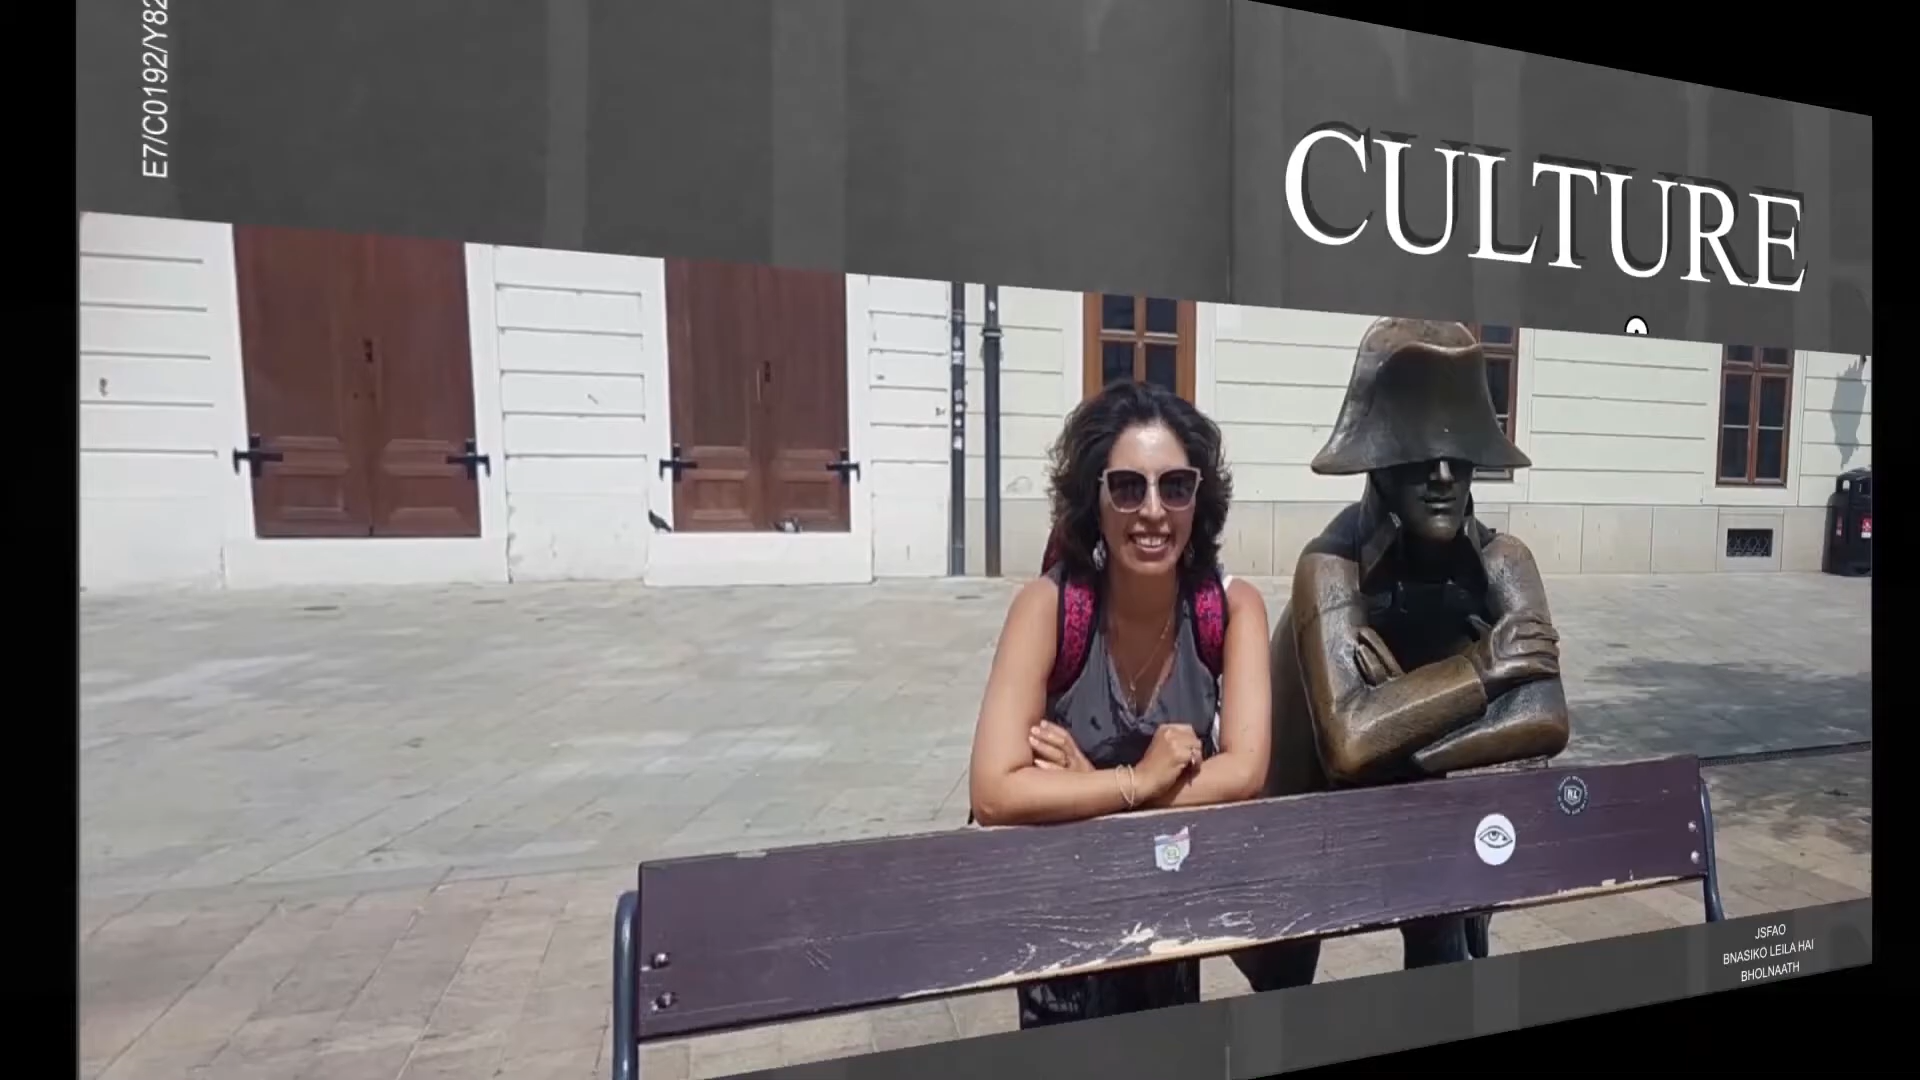 E7/C0192/Y82
CULTURE
JSFAO
BNASIKO LEILA HAI
BHOLNAATH